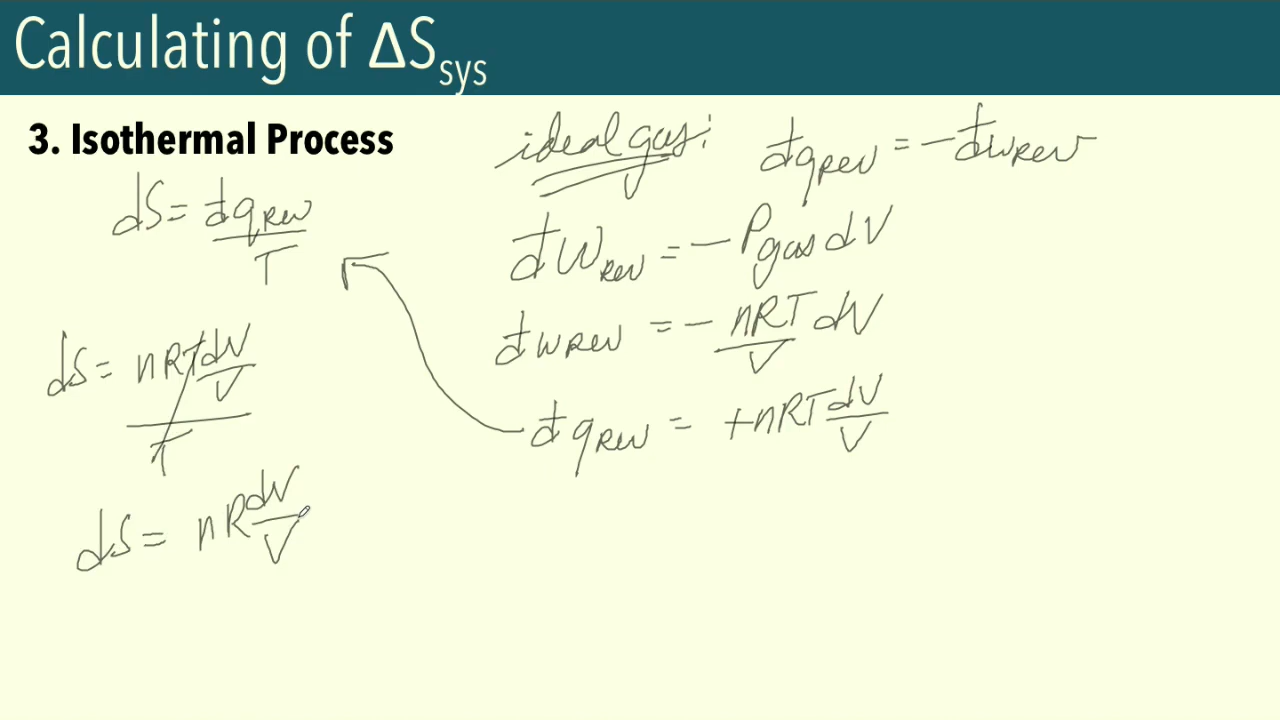 Calculating of ΔSsys
3. Isothermal Process
dS = đqREV / T
dS = nRT dV/V / T
dS = nR dV/V
ideal gas: đqREV = -đwREV
đwREV = -Pgas dV
đwREV = - nRT/V dV
đqREV = +nRT dV/V